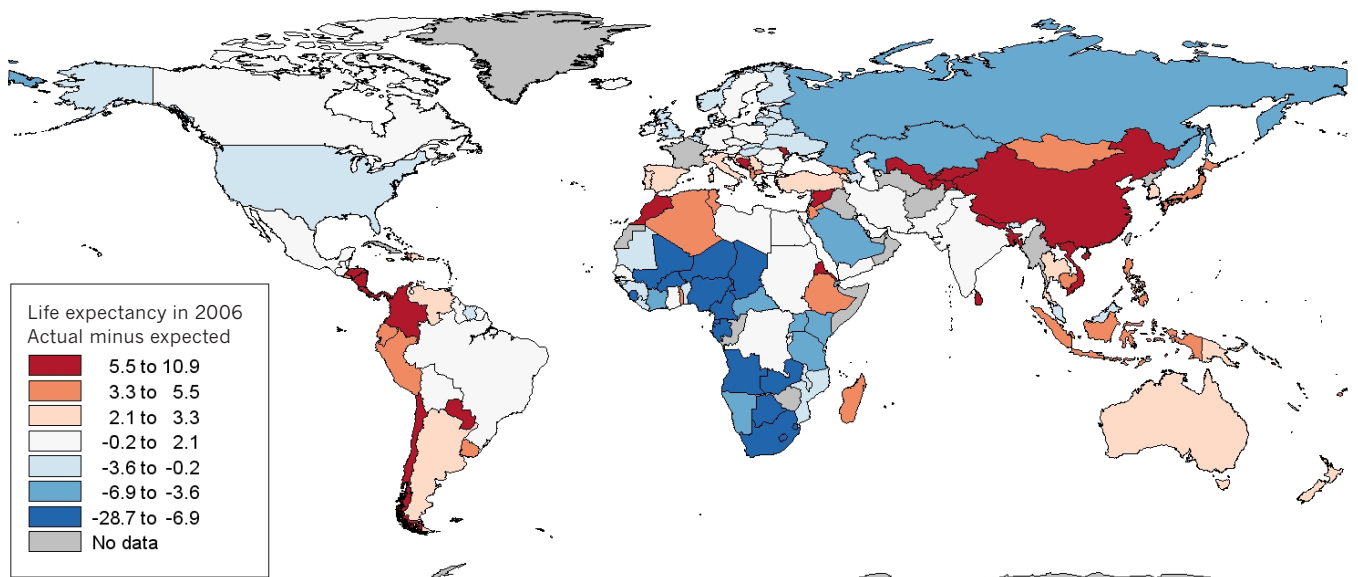 Life expectancy in 2006
Actual minus expected
5.5 to 10.9
3.3 to 5.5
2.1 to 3.3
-0.2 to 2.1
-3.6 to -0.2
-6.9 to -3.6
-28.7 to -6.9
No data